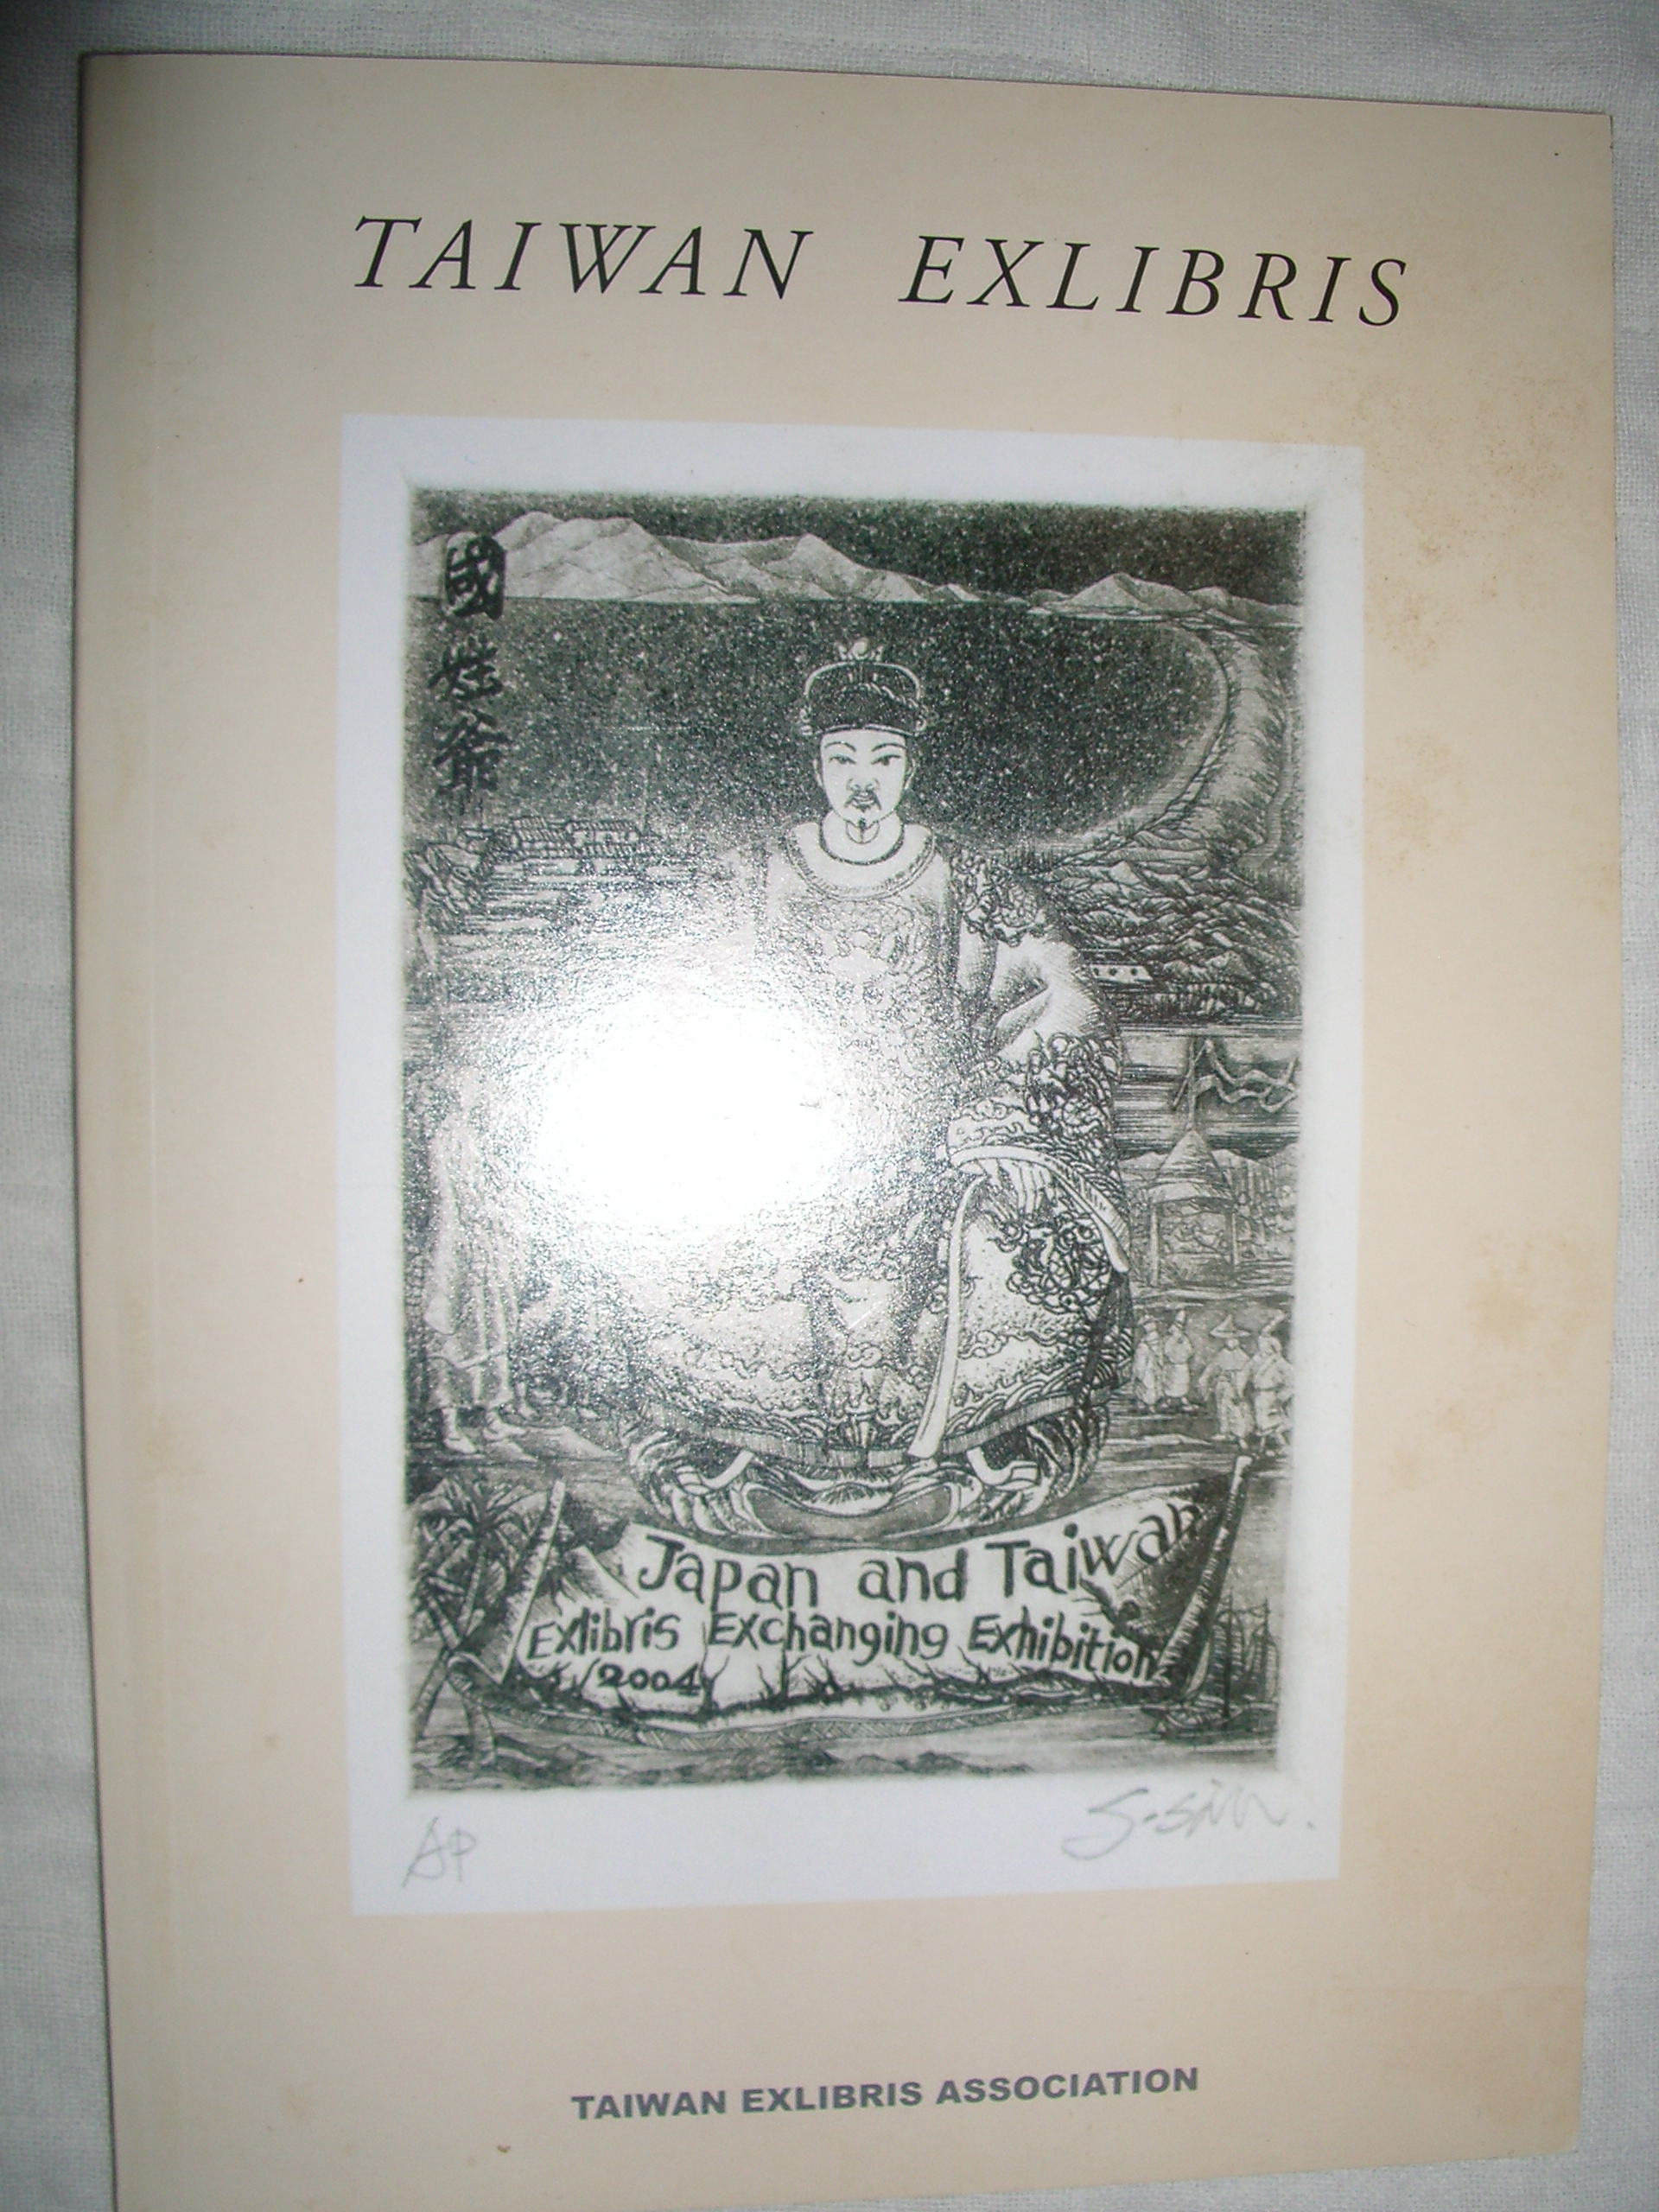 TAIWAN EXLIBRIS
國姓爺
Japan and Taiwan
Exlibris Exchanging Exhibition
2004
AP
TAIWAN EXLIBRIS ASSOCIATION